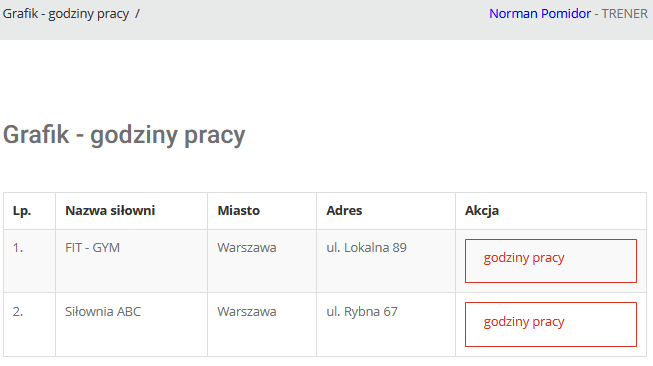 Grafik - godziny pracy /
Norman Pomidor - TRENER
Grafik - godziny pracy
Lp. Nazwa siłowni Miasto Adres Akcja
1. FIT - GYM Warszawa ul. Lokalna 89 godziny pracy
2. Siłownia ABC Warszawa ul. Rybna 67 godziny pracy